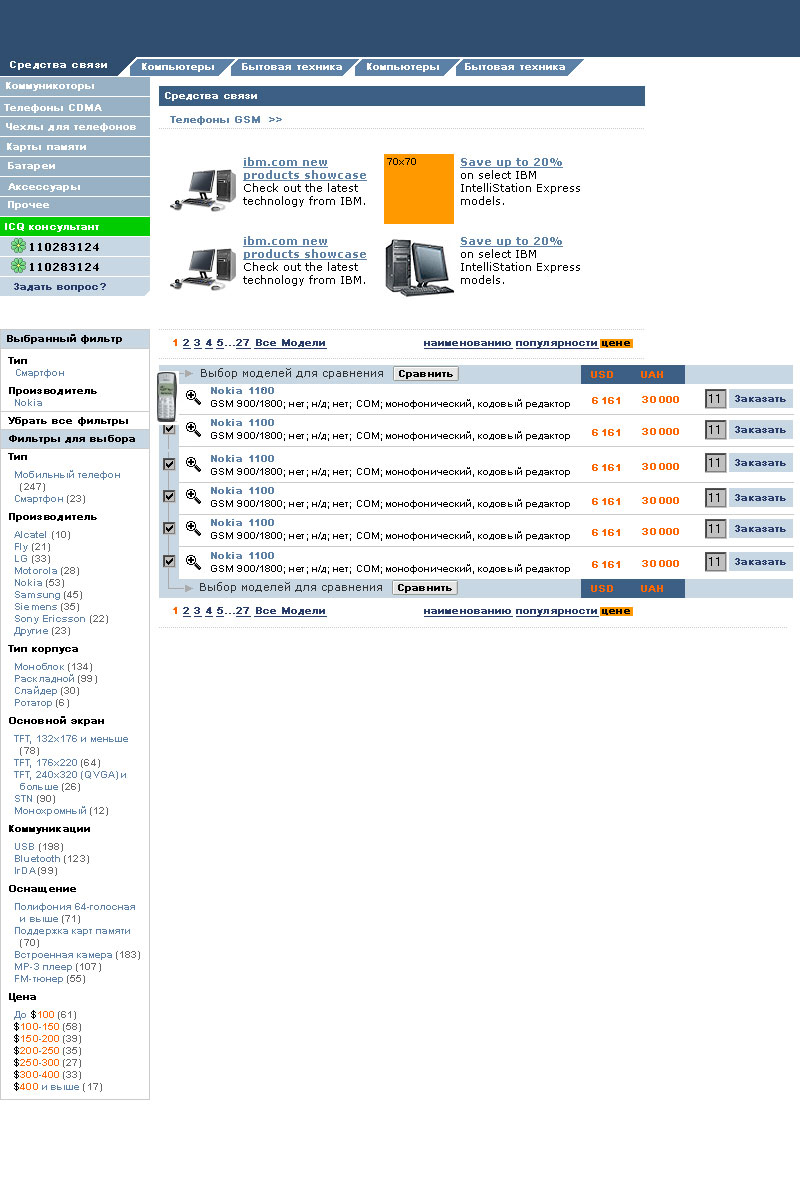 Средства связи
Компьютеры
Бытовая техника
Компьютеры
Бытовая техника
Коммуникоторы
Телефоны CDMA
Чехлы для телефонов
Карты памяти
Батареи
Аксессуары
Прочее
ICQ консультант
110283124
110283124
Задать вопрос?
Средства связи
Телефоны GSM >>
ibm.com new
products showcase
Check out the latest
technology from IBM.
70x70
Save up to 20%
on select IBM
IntelliStation Express
models.
ibm.com new
products showcase
Check out the latest
technology from IBM.
Save up to 20%
on select IBM
IntelliStation Express
models.
1 2 3 4 5...27 Все Модели
наименованию популярности цене
Выбор моделей для сравнения Сравнить USD UAH
Nokia 1100
GSM 900/1800; нет; н/д; нет; COM; монофонический, кодовый редактор 6 161 30 000 11 Заказать
Nokia 1100
GSM 900/1800; нет; н/д; нет; COM; монофонический, кодовый редактор 6 161 30 000 11 Заказать
Nokia 1100
GSM 900/1800; нет; н/д; нет; COM; монофонический, кодовый редактор 6 161 30 000 11 Заказать
Nokia 1100
GSM 900/1800; нет; н/д; нет; COM; монофонический, кодовый редактор 6 161 30 000 11 Заказать
Nokia 1100
GSM 900/1800; нет; н/д; нет; COM; монофонический, кодовый редактор 6 161 30 000 11 Заказать
Nokia 1100
GSM 900/1800; нет; н/д; нет; COM; монофонический, кодовый редактор 6 161 30 000 11 Заказать
Выбор моделей для сравнения Сравнить USD UAH
1 2 3 4 5...27 Все Модели
наименованию популярности цене
Выбранный фильтр
Тип
Смартфон
Производитель
Nokia
Убрать все фильтры
Фильтры для выбора
Тип
Мобильный телефон
(247)
Смартфон (23)
Производитель
Alcatel (10)
Fly (21)
LG (33)
Motorola (28)
Nokia (53)
Samsung (45)
Siemens (35)
Sony Ericsson (22)
Другие (23)
Тип корпуса
Моноблок (134)
Раскладной (99)
Слайдер (30)
Ротатор (6)
Основной экран
TFT, 132x176 и меньше
(78)
TFT, 176x220 (64)
TFT, 240x320 (QVGA) и
больше (26)
STN (90)
Монохромный (12)
Коммуникации
USB (198)
Bluetooth (123)
IrDA(99)
Оснащение
Полифония 64-голосная
и выше (71)
Поддержка карт памяти
(70)
Встроенная камера (183)
MP-3 плеер (107)
FM-тюнер (55)
Цена
До $100 (61)
$100-150 (58)
$150-200 (39)
$200-250 (35)
$250-300 (27)
$300-400 (33)
$400 и выше (17)